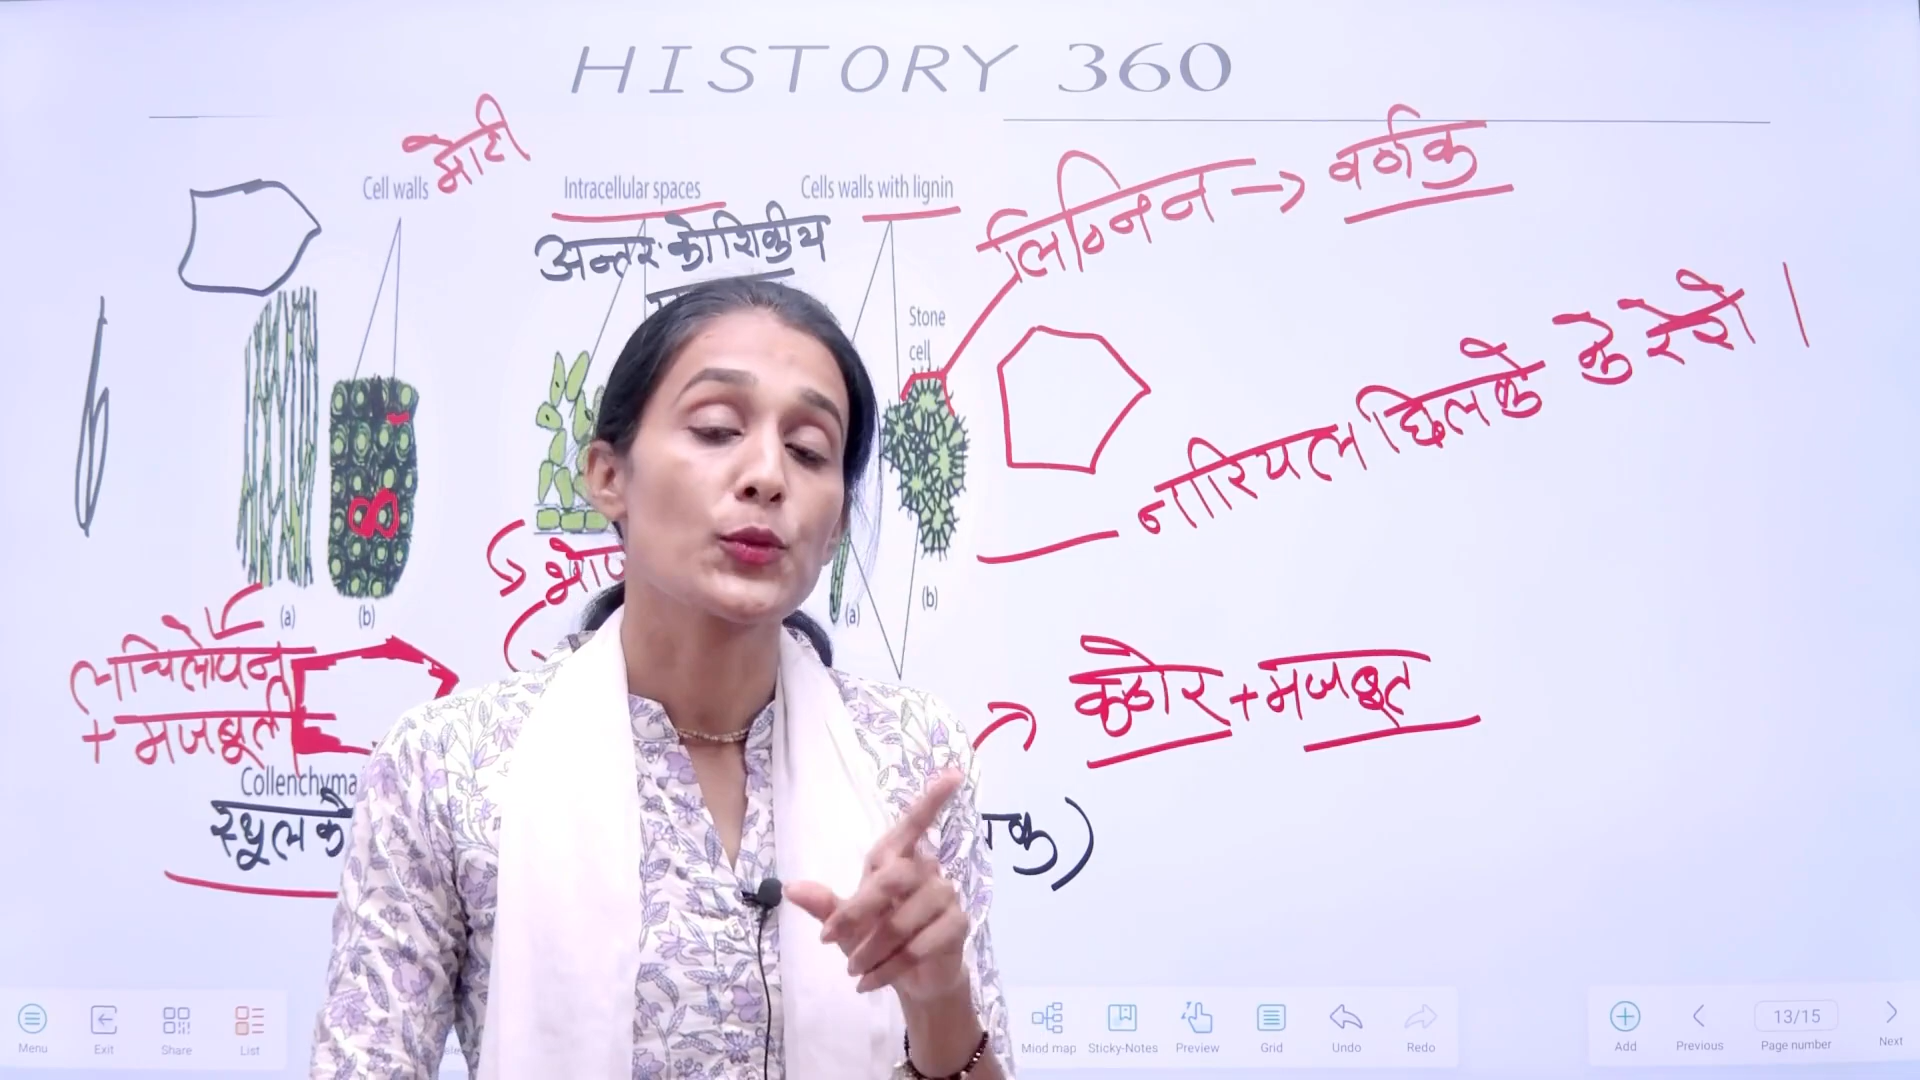 HISTORY 360
Cell walls मोटी
Intracellular spaces
अन्तर कोशिकीय
Cells walls with lignin
लिग्निन → वर्णक
Stone
cell
नारियल छिलके के रेशे ।
(a) (b)
(a) (b)
लचिलापन
+ मजबूती
कठोर + मजबूत
Collenchyma
Menu Exit Share List Mind map Sticky-Notes Preview Grid Undo Redo Add Previous 13/15 Page number Next